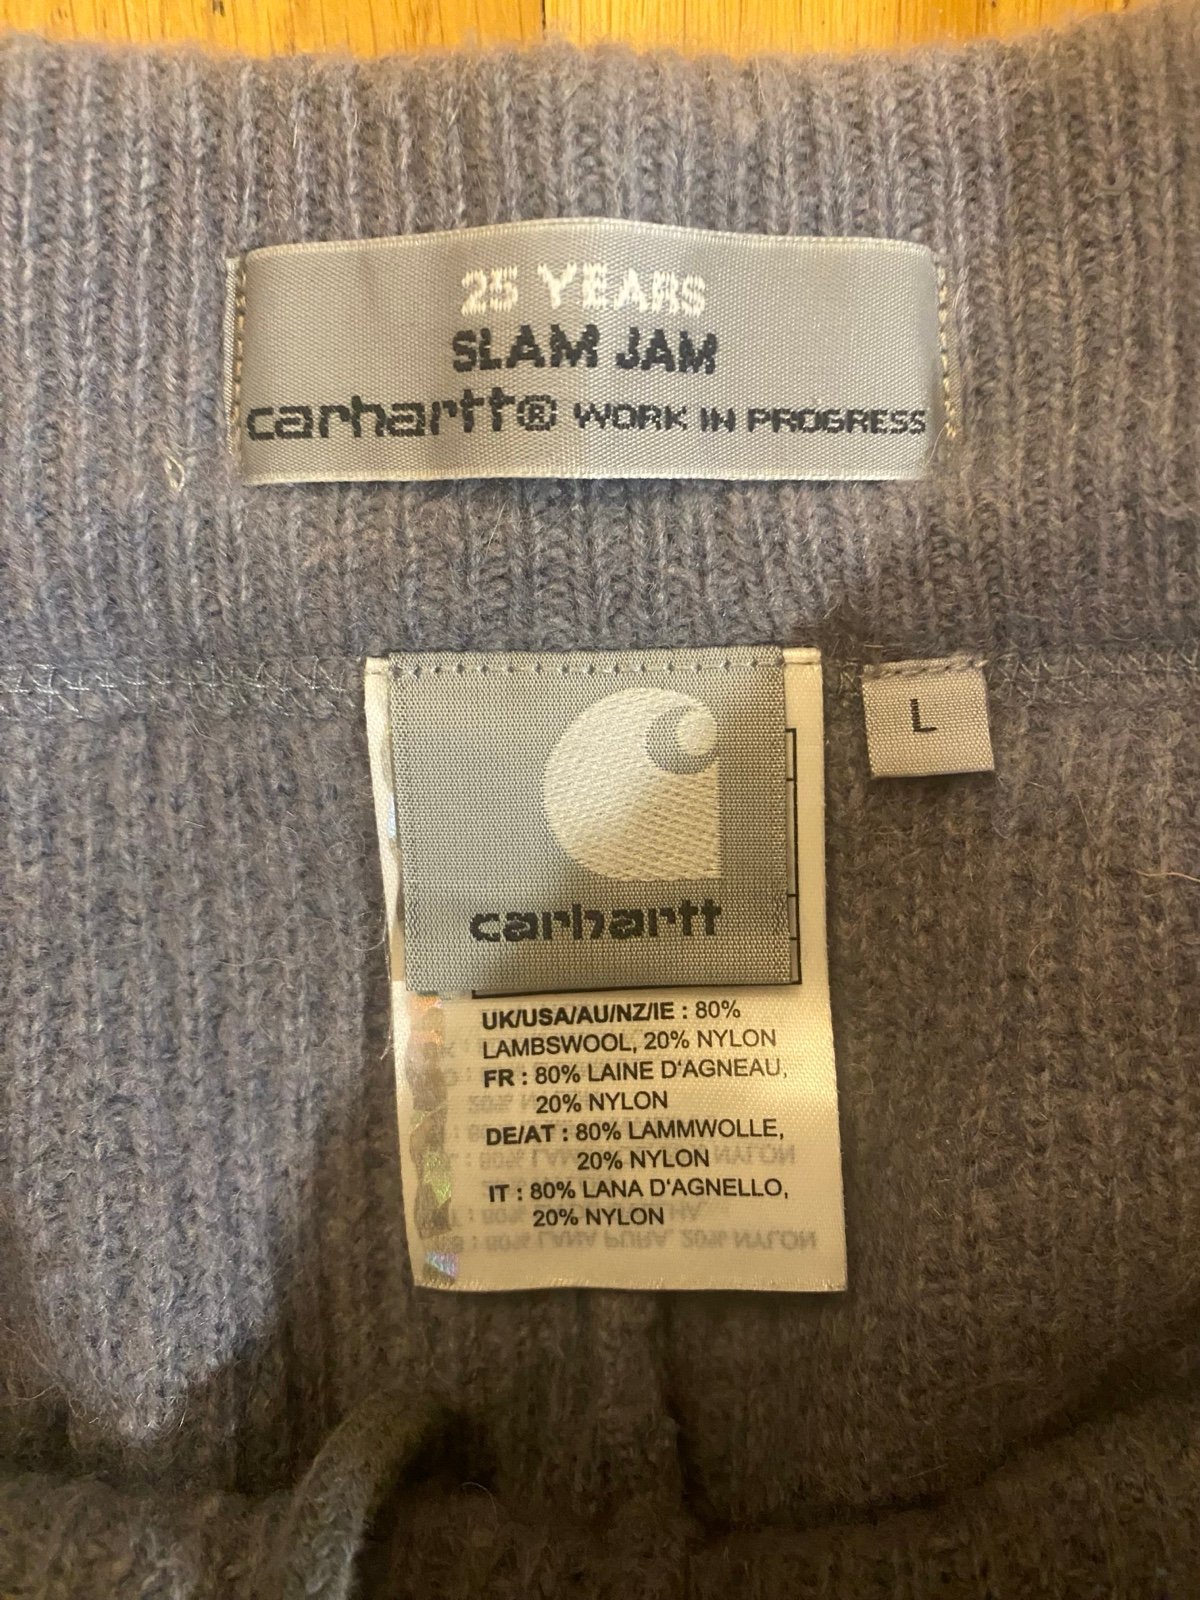 25 YEARS
SLAM JAM
carhartt® WORK IN PROGRESS
L
carhartt
UK/USA/AU/NZ/IE : 80%
LAMBSWOOL, 20% NYLON
FR : 80% LAINE D'AGNEAU,
20% NYLON
DE/AT : 80% LAMMWOLLE,
20% NYLON
IT : 80% LANA D'AGNELLO,
20% NYLON